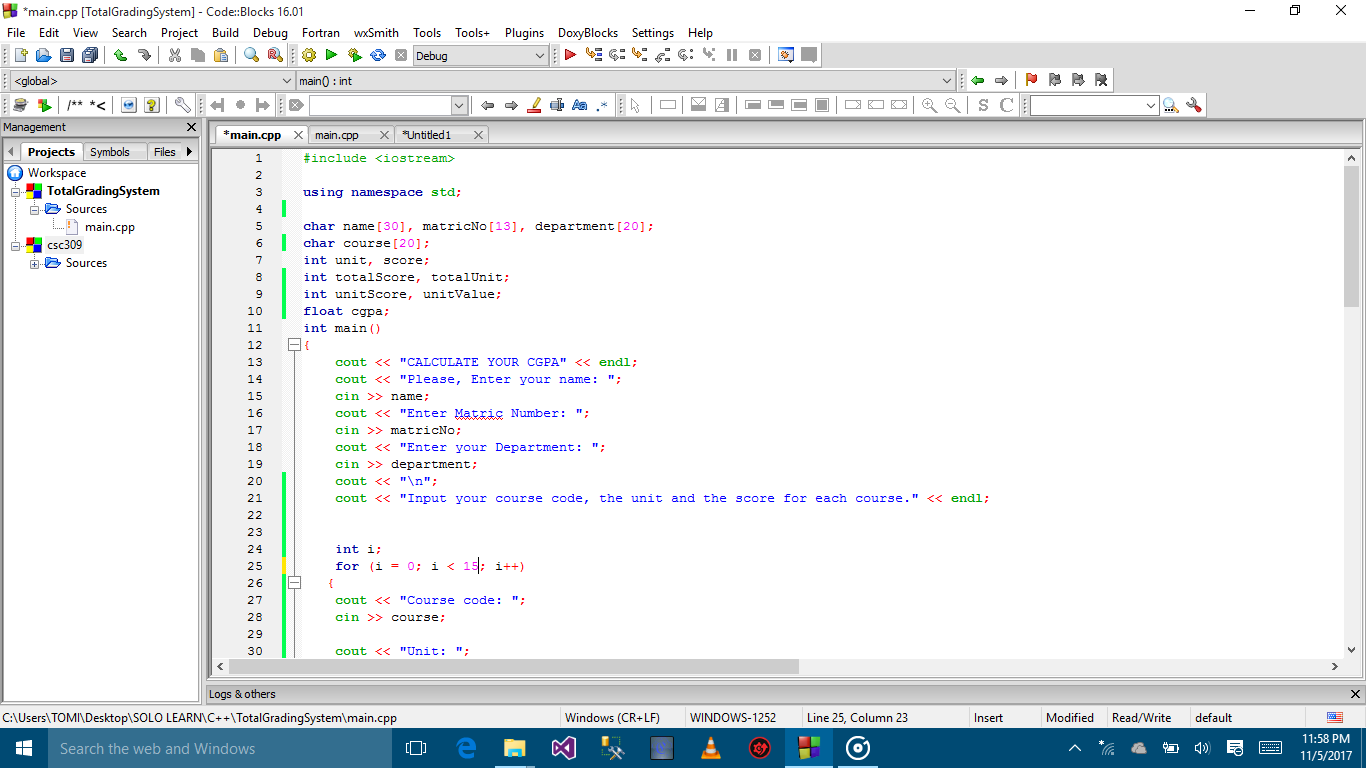 *main.cpp [TotalGradingSystem] - Code::Blocks 16.01
File Edit View Search Project Build Debug Fortran wxSmith Tools Tools+ Plugins DoxyBlocks Settings Help
Debug
<global> main() : int
/** *< Aa .* S C
Management
Projects Symbols Files
*main.cpp main.cpp *Untitled1
Workspace
TotalGradingSystem
Sources
main.cpp
csc309
Sources
1 #include <iostream>
2
3 using namespace std;
4
5 char name[30], matricNo[13], department[20];
6 char course[20];
7 int unit, score;
8 int totalScore, totalUnit;
9 int unitScore, unitValue;
10 float cgpa;
11 int main()
12 {
13 cout << "CALCULATE YOUR CGPA" << endl;
14 cout << "Please, Enter your name: ";
15 cin >> name;
16 cout << "Enter Matric Number: ";
17 cin >> matricNo;
18 cout << "Enter your Department: ";
19 cin >> department;
20 cout << "\n";
21 cout << "Input your course code, the unit and the score for each course." << endl;
22
23
24 int i;
25 for (i = 0; i < 15; i++)
26 {
27 cout << "Course code: ";
28 cin >> course;
29
30 cout << "Unit: ";
Logs & others
C:\Users\TOMI\Desktop\SOLO LEARN\C++\TotalGradingSystem\main.cpp Windows (CR+LF) WINDOWS-1252 Line 25, Column 23 Insert Modified Read/Write default
Search the web and Windows
11:58 PM
11/5/2017